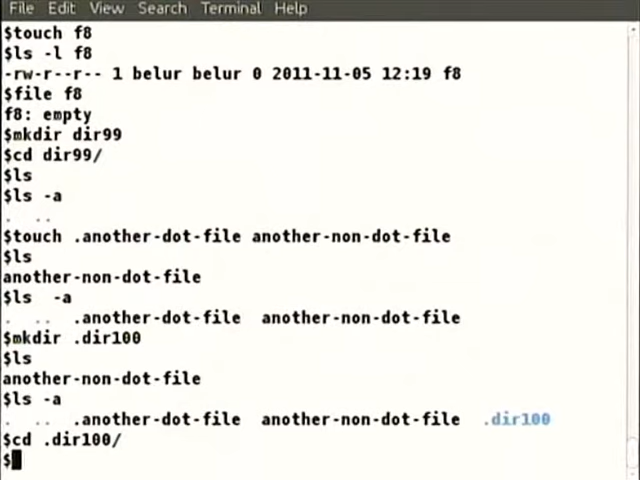 File Edit View Search Terminal Help
$touch f8
$ls -l f8
-rw-r--r-- 1 belur belur 0 2011-11-05 12:19 f8
$file f8
f8: empty
$mkdir dir99
$cd dir99/
$ls
$ls -a
. ..
$touch .another-dot-file another-non-dot-file
$ls
another-non-dot-file
$ls  -a
. .. .another-dot-file  another-non-dot-file
$mkdir .dir100
$ls
another-non-dot-file
$ls -a
. .. .another-dot-file  another-non-dot-file  .dir100
$cd .dir100/
$